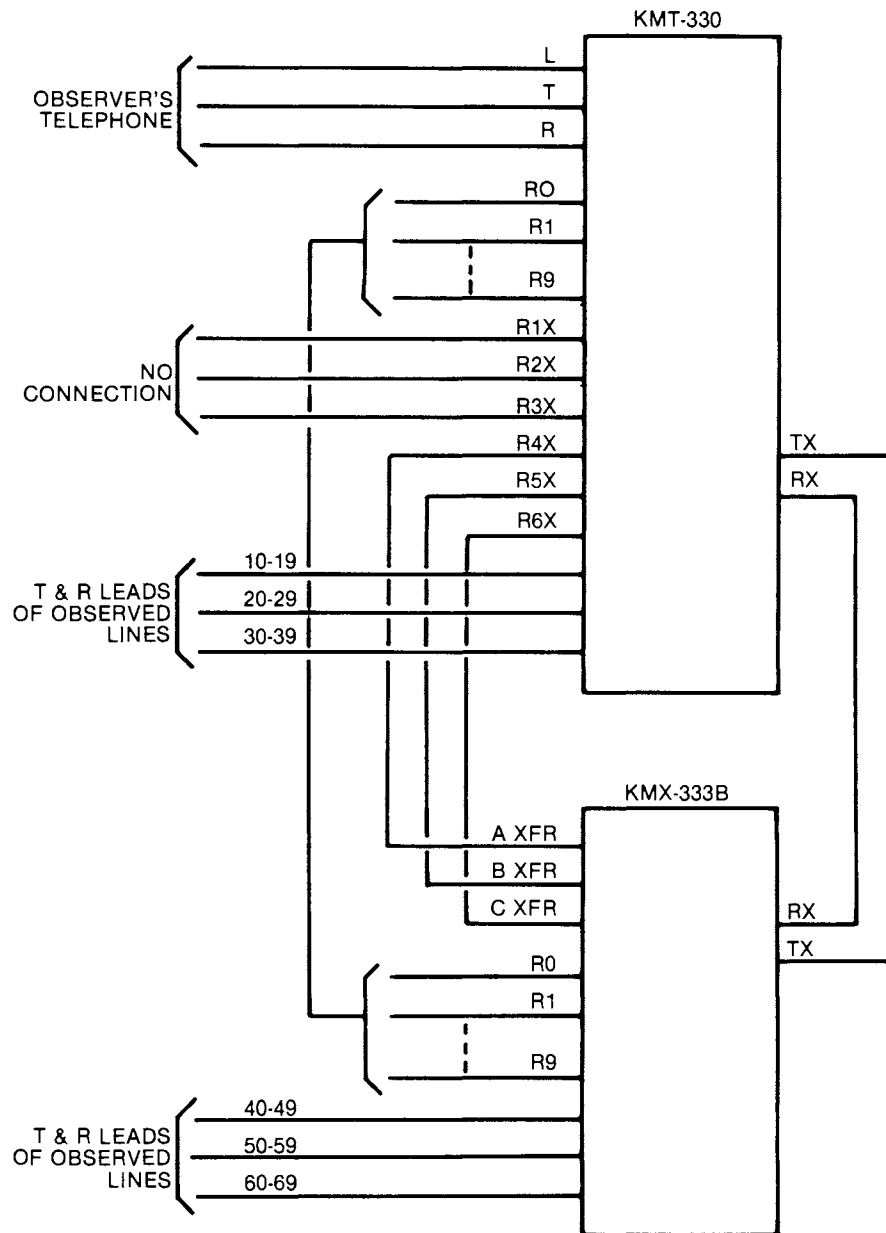 KMT-330
L
OBSERVER'S
TELEPHONE
T
R
RO
R1
R9
R1X
NO
CONNECTION
R2X
R3X
R4X
TX
R5X
RX
R6X
10-19
T & R LEADS
OF OBSERVED
LINES
20-29
30-39
KMX-333B
A XFR
B XFR
C XFR
RX
TX
R0
R1
R9
40-49
T & R LEADS
OF OBSERVED
LINES
50-59
60-69